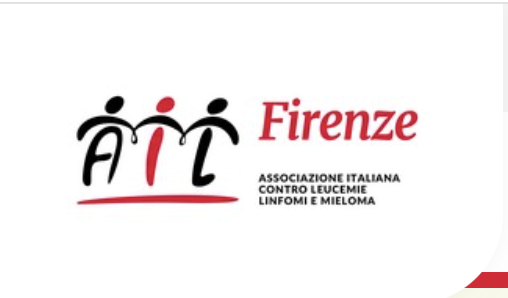 AIL
Firenze
ASSOCIAZIONE ITALIANA
CONTRO LEUCEMIE
LINFOMI E MIELOMA